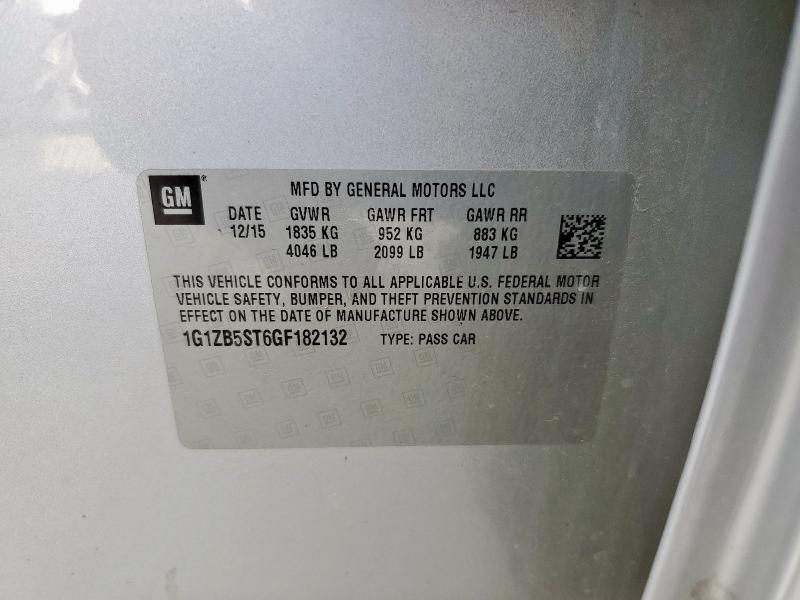 GM
MFD BY GENERAL MOTORS LLC
DATE GVWR GAWR FRT GAWR RR
12/15 1835 KG 952 KG 883 KG
4046 LB 2099 LB 1947 LB
THIS VEHICLE CONFORMS TO ALL APPLICABLE U.S. FEDERAL MOTOR
VEHICLE SAFETY, BUMPER, AND THEFT PREVENTION STANDARDS IN
EFFECT ON THE DATE OF MANUFACTURE SHOWN ABOVE.
1G1ZB5ST6GF182132 TYPE: PASS CAR